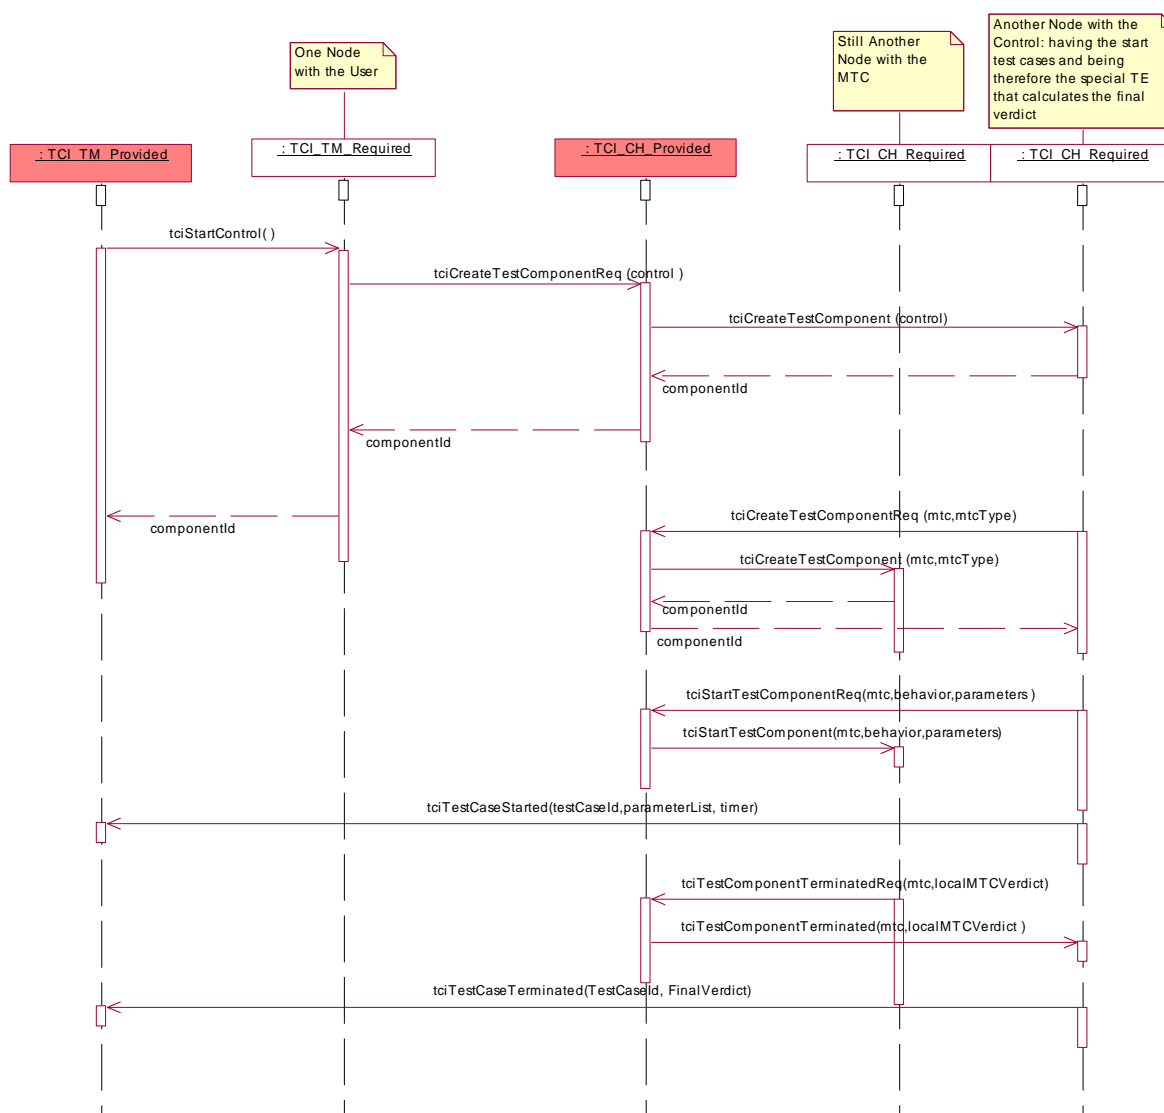 One Node
with the User
Still Another
Node with the
MTC
Another Node with the
Control: having the start
test cases and being
therefore the special TE
that calculates the final
verdict
: TCI_TM_Provided
: TCI_TM_Required
: TCI_CH_Provided
: TCI_CH_Required
: TCI_CH_Required
tciStartControl( )
tciCreateTestComponentReq (control )
tciCreateTestComponent (control)
componentId
componentId
componentId
tciCreateTestComponentReq (mtc,mtcType)
tciCreateTestComponent (mtc,mtcType)
componentId
componentId
tciStartTestComponentReq(mtc,behavior,parameters )
tciStartTestComponent(mtc,behavior,parameters)
tciTestCaseStarted(testCaseId,parameterList, timer)
tciTestComponentTerminatedReq(mtc,localMTCVerdict)
tciTestComponentTerminated(mtc,localMTCVerdict )
tciTestCaseTerminated(TestCaseId, FinalVerdict)